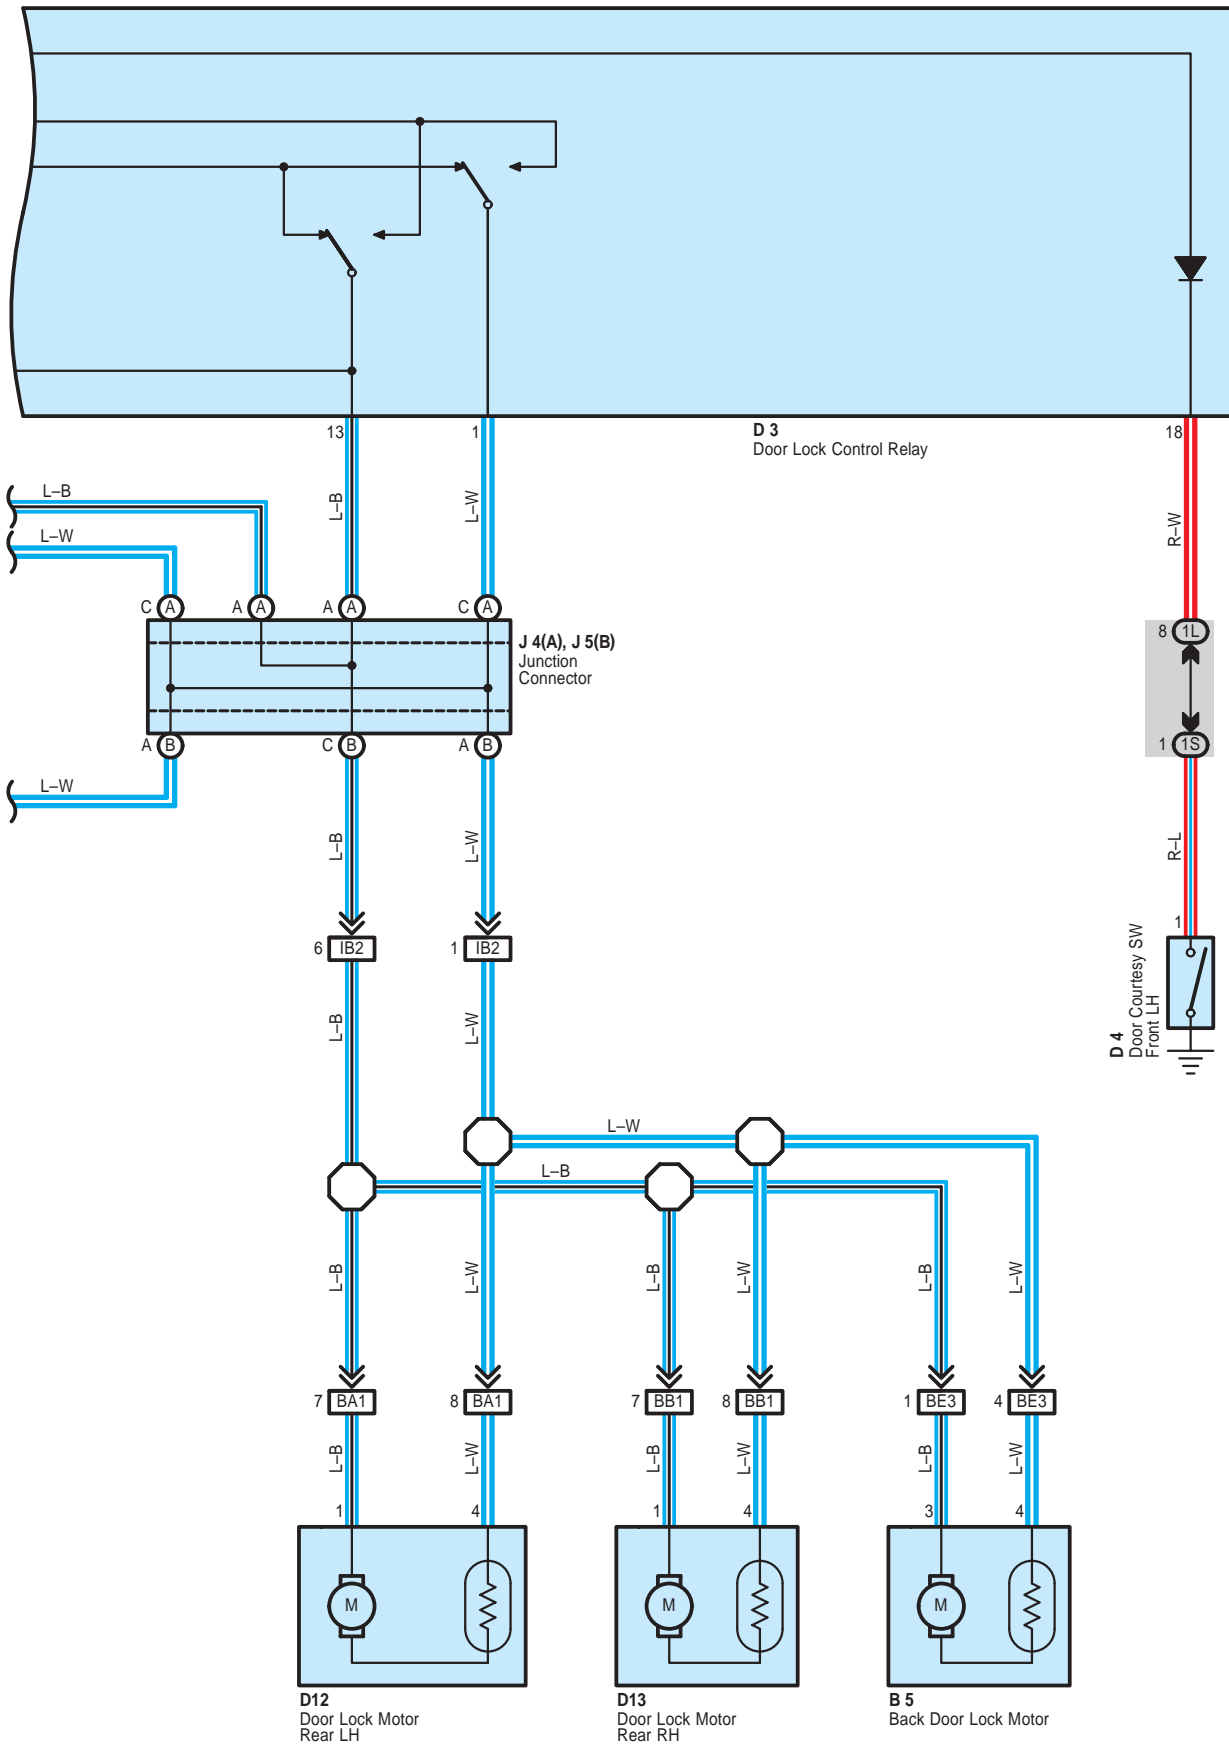 13
1
D 3
Door Lock Control Relay
18
L–B
L–B
L–W
L–W
R–W
C A
A A
A A
C A
J 4(A), J 5(B)
Junction
Connector
8 1L
A B
C B
A B
1 1S
L–W
L–B
L–W
R–L
1
6 IB2
1 IB2
D 4
Door Courtesy SW
Front LH
L–B
L–W
L–W
L–B
L–B
L–W
L–B
L–W
L–B
L–W
7 BA1
8 BA1
7 BB1
8 BB1
1 BE3
4 BE3
L–B
L–W
L–B
L–W
L–B
L–W
1
4
1
4
3
4
M
M
M
D12
Door Lock Motor
Rear LH
D13
Door Lock Motor
Rear RH
B 5
Back Door Lock Motor